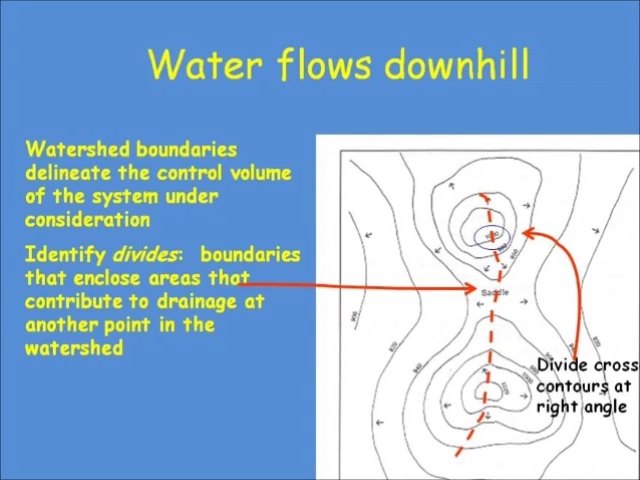 Water flows downhill
Watershed boundaries
delineate the control volume
of the system under
consideration
Identify divides: boundaries
that enclose areas that
contribute to drainage at
another point in the
watershed
Saddle
Divide cross
contours at
right angle